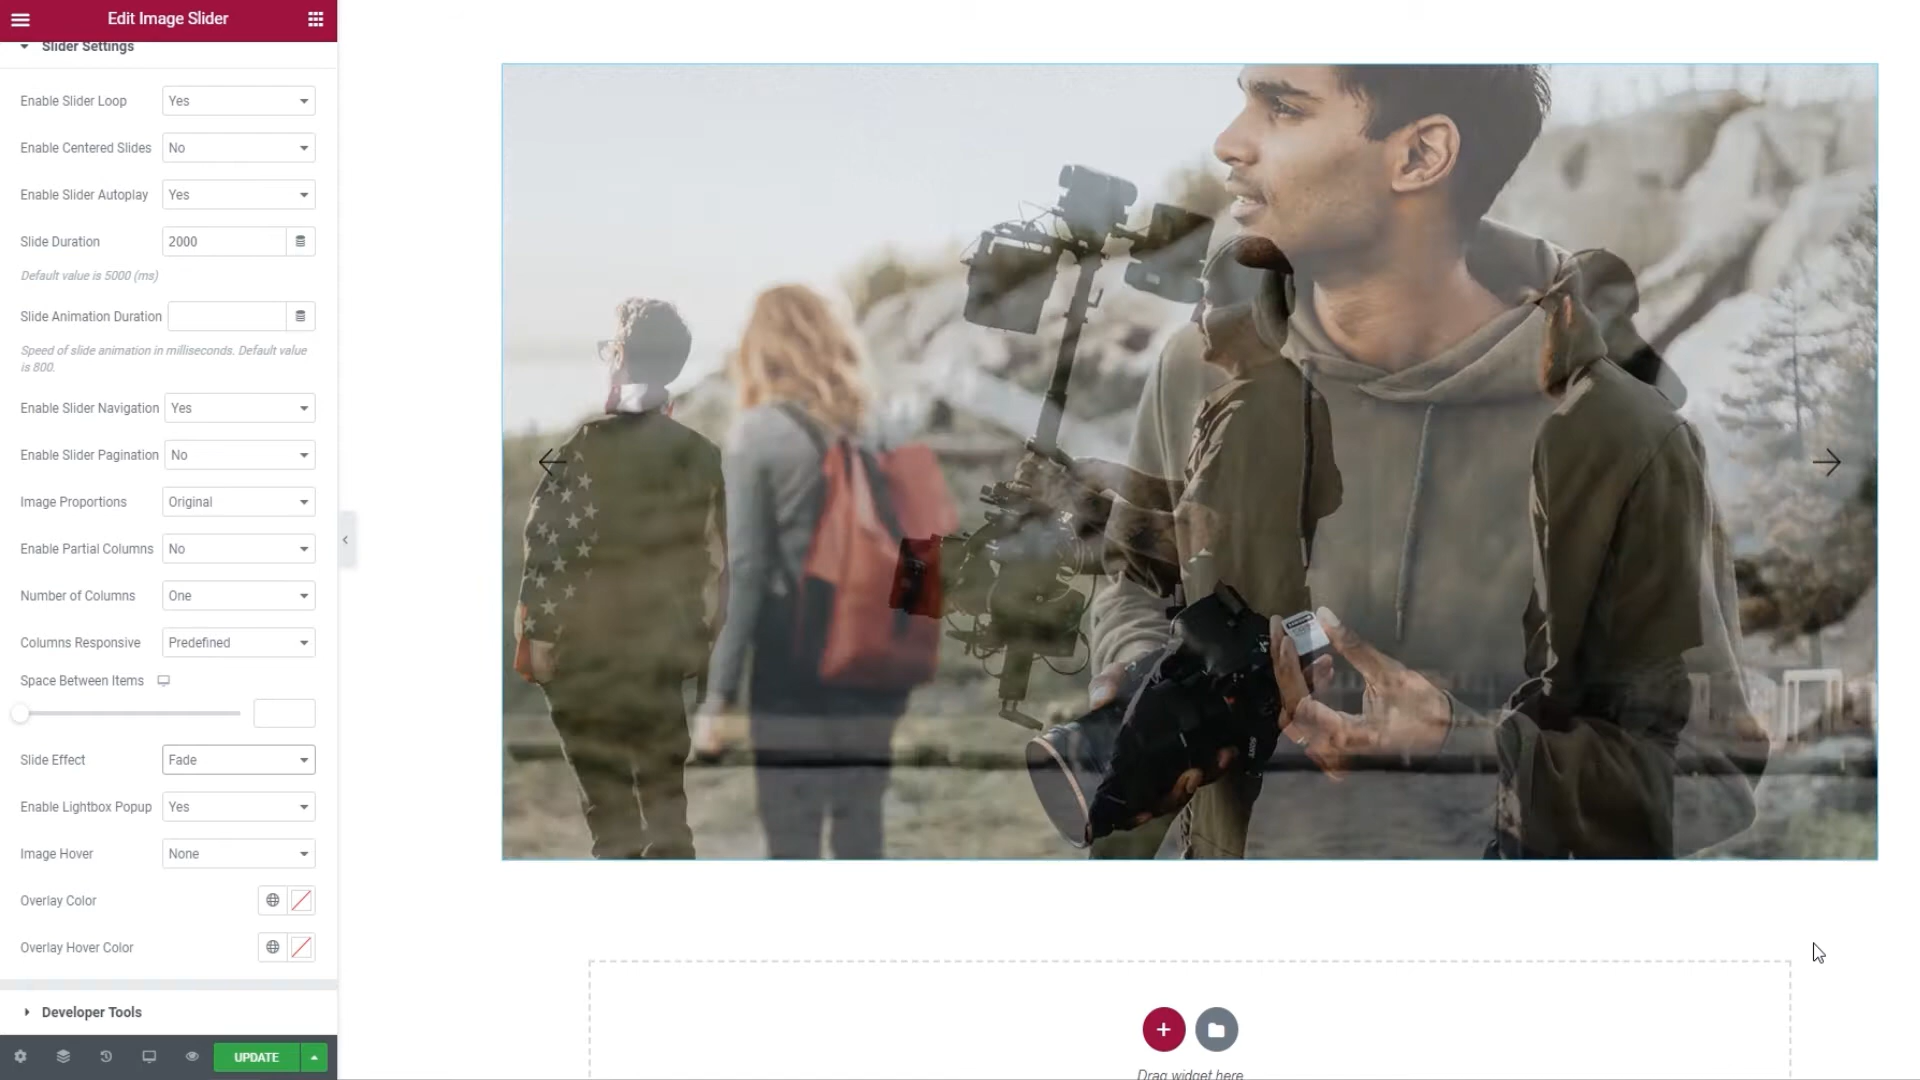 Edit Image Slider
Slider Settings
Enable Slider Loop Yes
Enable Centered Slides No
Enable Slider Autoplay Yes
Slide Duration 2000
Default value is 5000 (ms)
Slide Animation Duration
Speed of slide animation in milliseconds. Default value
is 800.
Enable Slider Navigation Yes
Enable Slider Pagination No
Image Proportions Original
Enable Partial Columns No
Number of Columns One
Columns Responsive Predefined
Space Between Items
Slide Effect Fade
Enable Lightbox Popup Yes
Image Hover None
Overlay Color
Overlay Hover Color
Developer Tools
UPDATE
SONY
Drag widget here